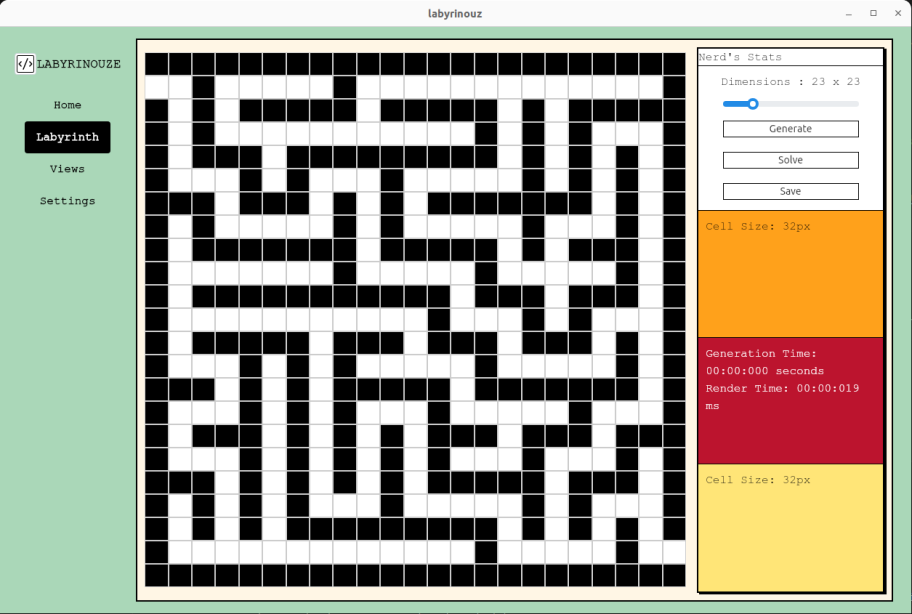 labyrinouz
</> LABYRINOUZE
Home
Labyrinth
Views
Settings
Nerd's Stats
Dimensions : 23 x 23
Generate
Solve
Save
Cell Size: 32px
Generation Time:
00:00:000 seconds
Render Time: 00:00:019
ms
Cell Size: 32px